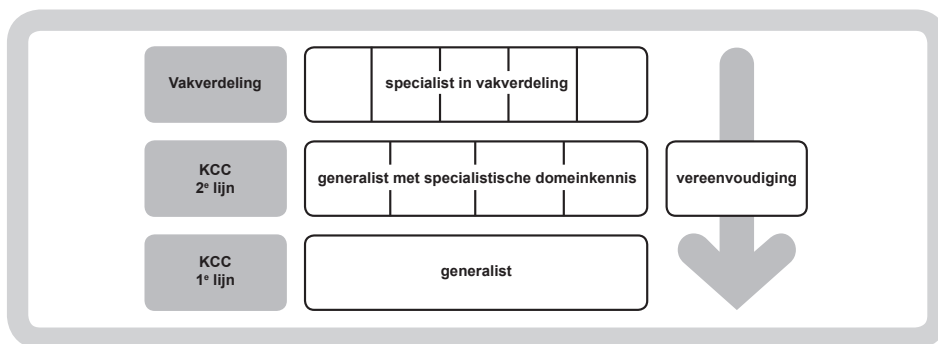 Vakverdeling
specialist in vakverdeling
KCC
2e lijn
generalist met specialistische domeinkennis
vereenvoudiging
KCC
1e lijn
generalist